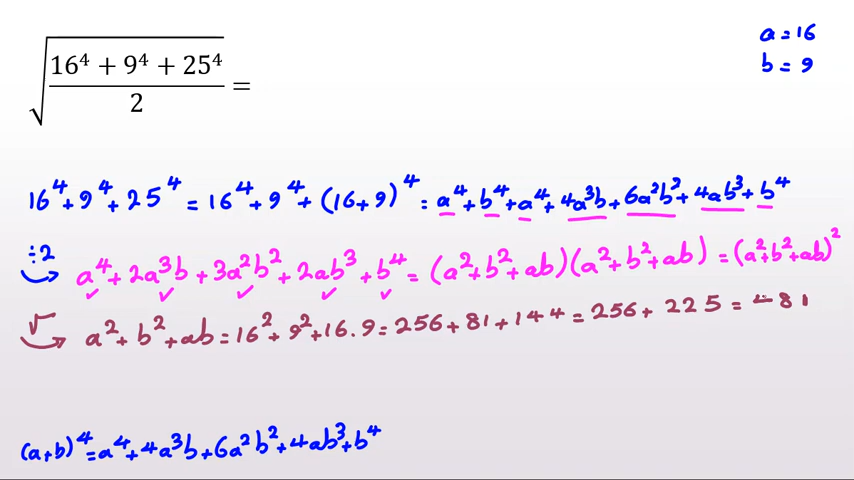 √((16⁴ + 9⁴ + 25⁴)/2) =
a = 16
b = 9
16⁴ + 9⁴ + 25⁴ = 16⁴ + 9⁴ + (16 + 9)⁴ = a⁴ + b⁴ + a⁴ + 4a³b + 6a²b² + 4ab³ + b⁴
÷2
a⁴ + 2a³b + 3a²b² + 2ab³ + b⁴ = (a² + b² + ab)(a² + b² + ab) = (a² + b² + ab)²
√
a² + b² + ab = 16² + 9² + 16.9 = 256 + 81 + 144 = 256 + 225 = 481
(a + b)⁴ = a⁴ + 4a³b + 6a²b² + 4ab³ + b⁴